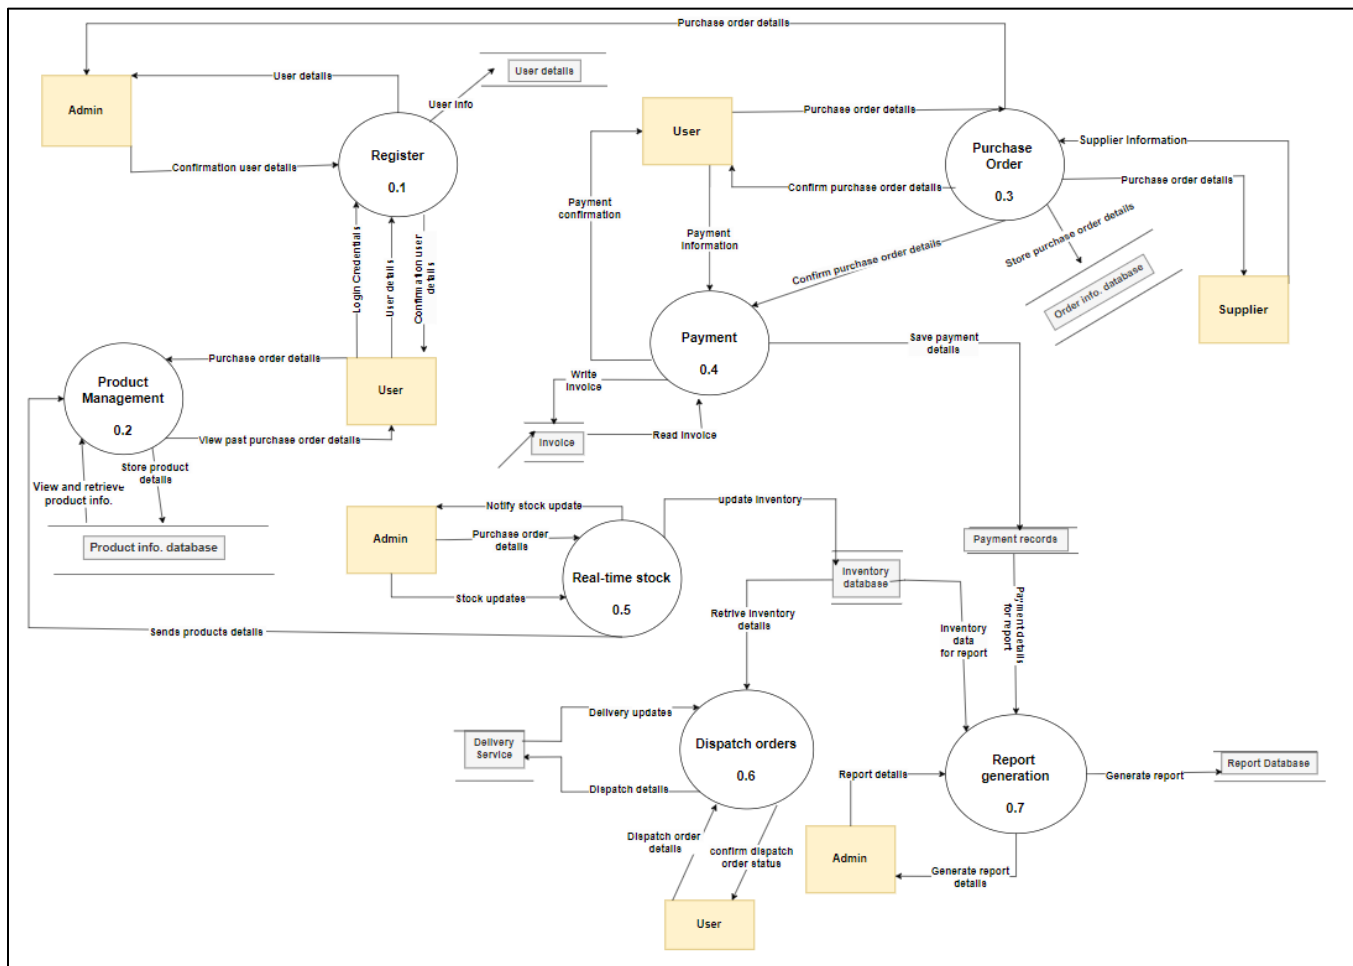 Purchase order details
User details
User details
Admin
User info
Register
0.1
Confirmation user details
User
Purchase order details
Purchase
Order
0.3
Supplier Information
Purchase order details
Confirm purchase order details
Payment
confirmation
Payment
Information
Confirm purchase order details
Store purchase order details
Order info. database
Supplier
Login Credentials
User details
Confirmation user
details
Payment
0.4
Save payment
details
Product
Management
0.2
Purchase order details
User
View past purchase order details
Write
Invoice
Invoice
Read Invoice
Store product
details
View and retrieve
product info.
Product info. database
Notify stock update
Admin
Purchase order
details
Stock updates
Real-time stock
0.5
update Inventory
Inventory
database
Payment records
Sends products details
Retrive Inventory
details
Inventory
data
for report
Payment details
for report
Delivery updates
Delivery
Service
Dispatch details
Dispatch orders
0.6
Report details
Report
generation
0.7
Generate report
Report Database
Dispatch order
details
confirm dispatch
order status
Admin
Generate report
details
User